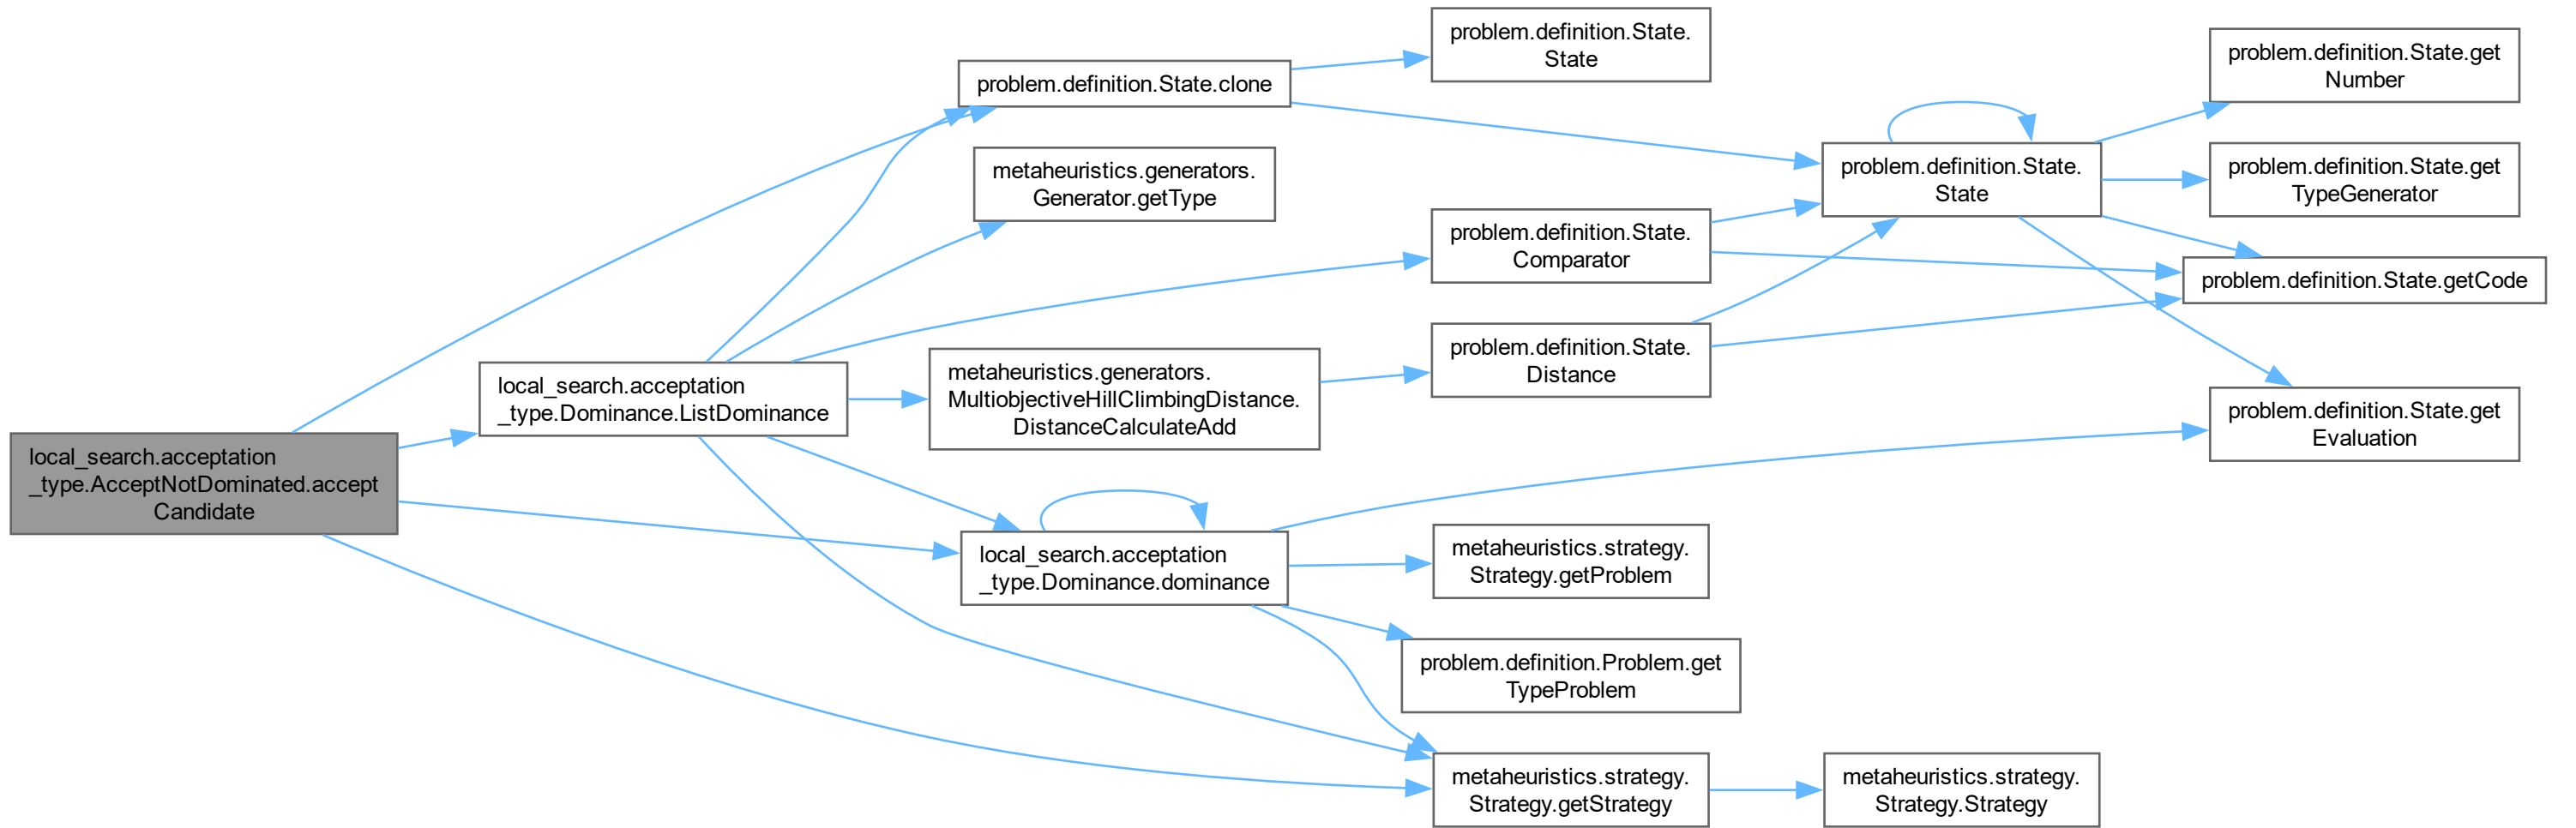 local_search.acceptation
_type.AcceptNotDominated.accept
Candidate
local_search.acceptation
_type.Dominance.ListDominance
problem.definition.State.clone
metaheuristics.generators.
Generator.getType
metaheuristics.generators.
MultiobjectiveHillClimbingDistance.
DistanceCalculateAdd
local_search.acceptation
_type.Dominance.dominance
problem.definition.State.
State
problem.definition.State.
Comparator
problem.definition.State.
Distance
metaheuristics.strategy.
Strategy.getProblem
problem.definition.Problem.get
TypeProblem
metaheuristics.strategy.
Strategy.getStrategy
problem.definition.State.
State
metaheuristics.strategy.
Strategy.Strategy
problem.definition.State.get
Number
problem.definition.State.get
TypeGenerator
problem.definition.State.getCode
problem.definition.State.get
Evaluation